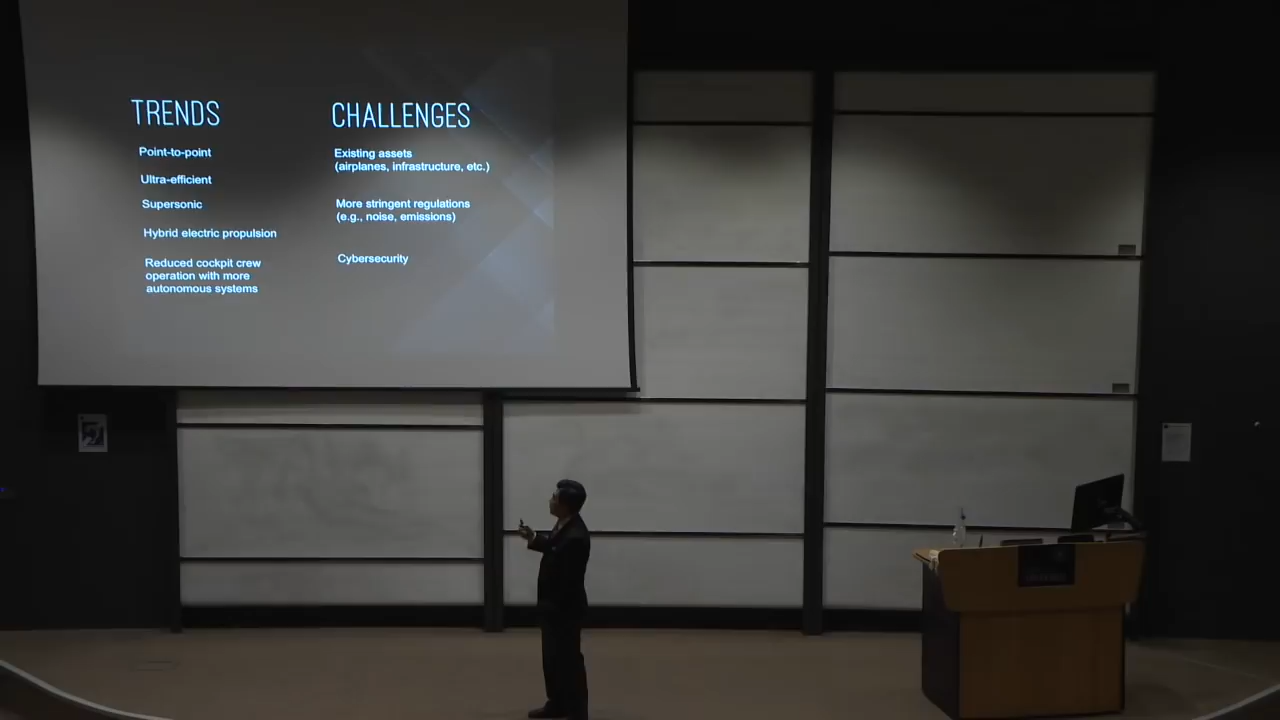 TRENDS
Point-to-point
Ultra-efficient
Supersonic
Hybrid electric propulsion
Reduced cockpit crew
operation with more
autonomous systems
CHALLENGES
Existing assets
(airplanes, infrastructure, etc.)
More stringent regulations
(e.g., noise, emissions)
Cybersecurity